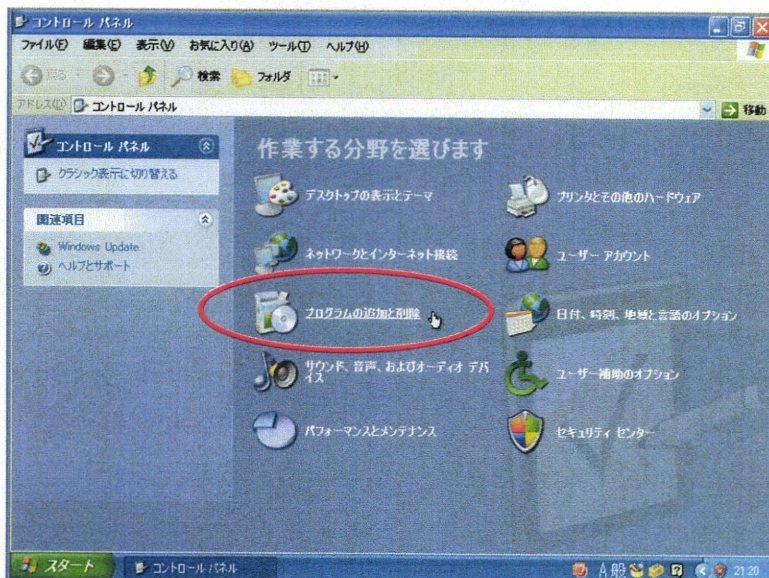 コントロール パネル
ファイル(F) 編集(E) 表示(V) お気に入り(A) ツール(T) ヘルプ(H)
戻る 検索 フォルダ
アドレス(D) コントロール パネル 移動
コントロール パネル
クラシック表示に切り替える
関連項目
Windows Update
ヘルプとサポート
作業する分野を選びます
デスクトップの表示とテーマ
プリンタとその他のハードウェア
ネットワークとインターネット接続
ユーザー アカウント
プログラムの追加と削除
日付、時刻、地域と言語のオプション
サウンド、音声、およびオーディオ デバ
イス
ユーザー補助のオプション
パフォーマンスとメンテナンス
セキュリティ センター
スタート コントロール パネル A 般 21:20